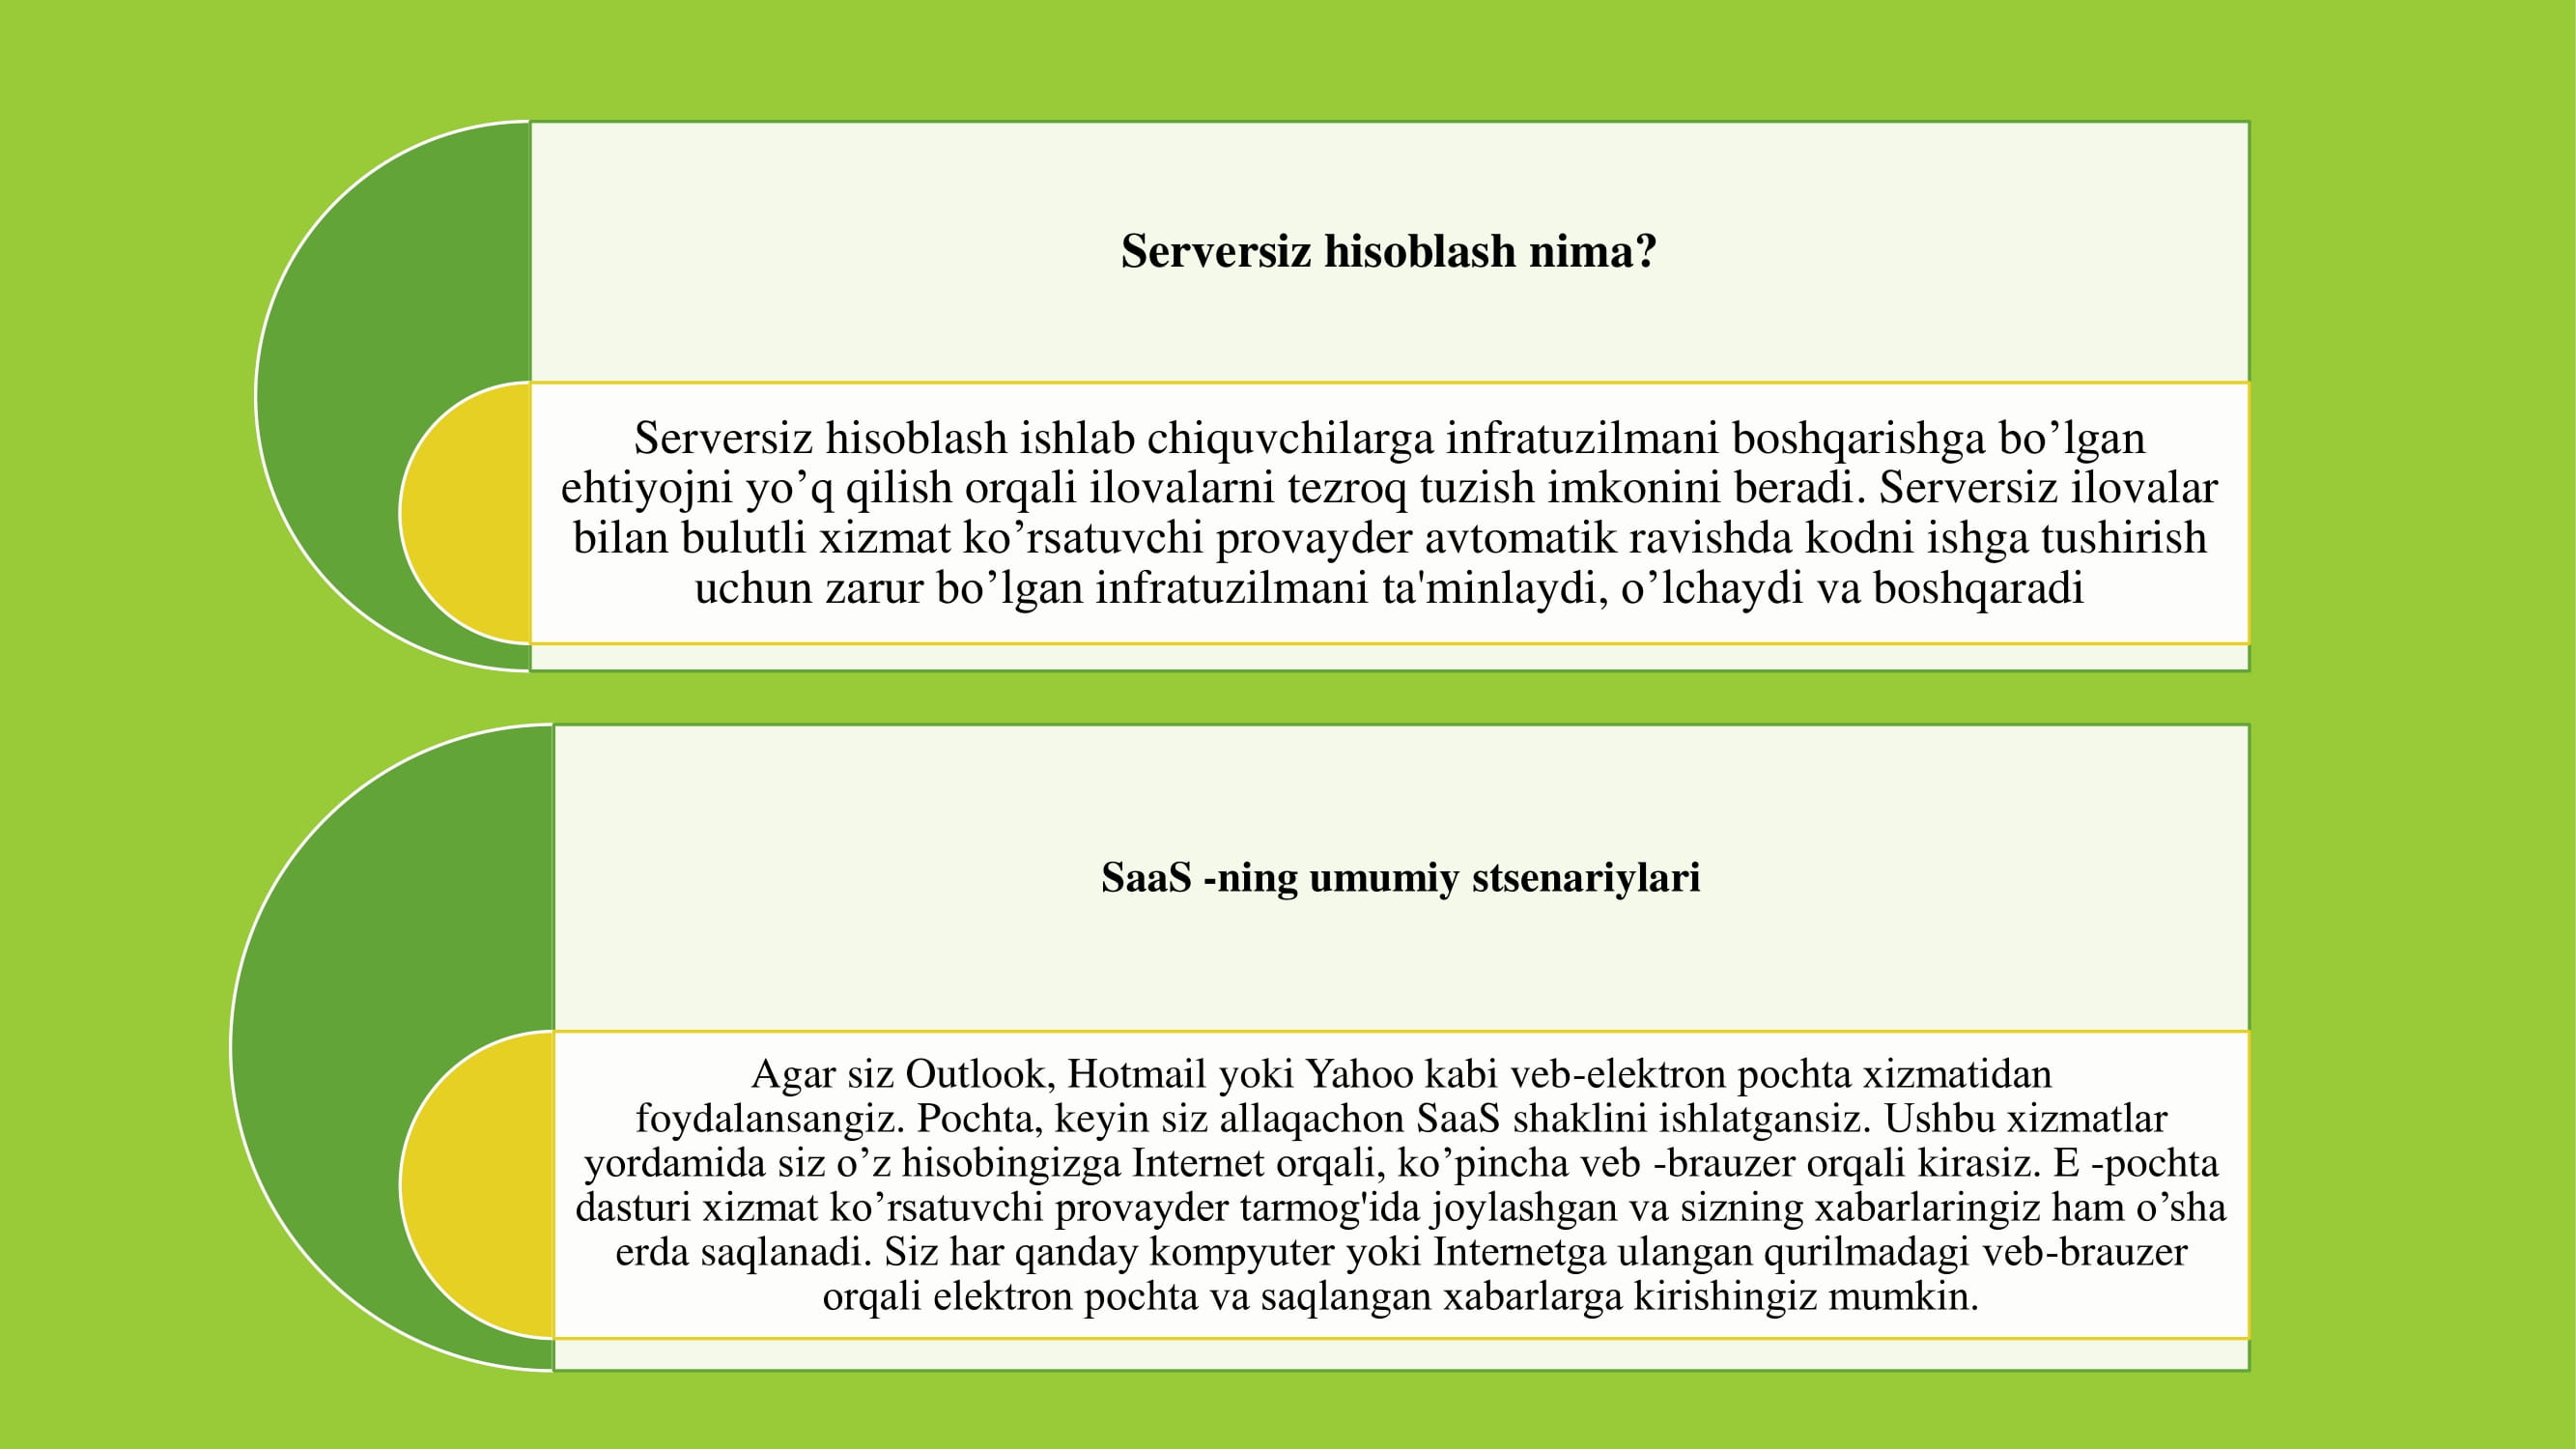 Serversiz hisoblash nima?
Serversiz hisoblash ishlab chiquvchilarga infratuzilmani boshqarishga bo’lgan
ehtiyojni yo’q qilish orqali ilovalarni tezroq tuzish imkonini beradi. Serversiz ilovalar
bilan bulutli xizmat ko’rsatuvchi provayder avtomatik ravishda kodni ishga tushirish
uchun zarur bo’lgan infratuzilmani ta'minlaydi, o’lchaydi va boshqaradi
SaaS -ning umumiy stsenariylari
Agar siz Outlook, Hotmail yoki Yahoo kabi veb-elektron pochta xizmatidan
foydalansangiz. Pochta, keyin siz allaqachon SaaS shaklini ishlatgansiz. Ushbu xizmatlar
yordamida siz o’z hisobingizga Internet orqali, ko’pincha veb -brauzer orqali kirasiz. E -pochta
dasturi xizmat ko’rsatuvchi provayder tarmog'ida joylashgan va sizning xabarlaringiz ham o’sha
erda saqlanadi. Siz har qanday kompyuter yoki Internetga ulangan qurilmadagi veb-brauzer
orqali elektron pochta va saqlangan xabarlarga kirishingiz mumkin.